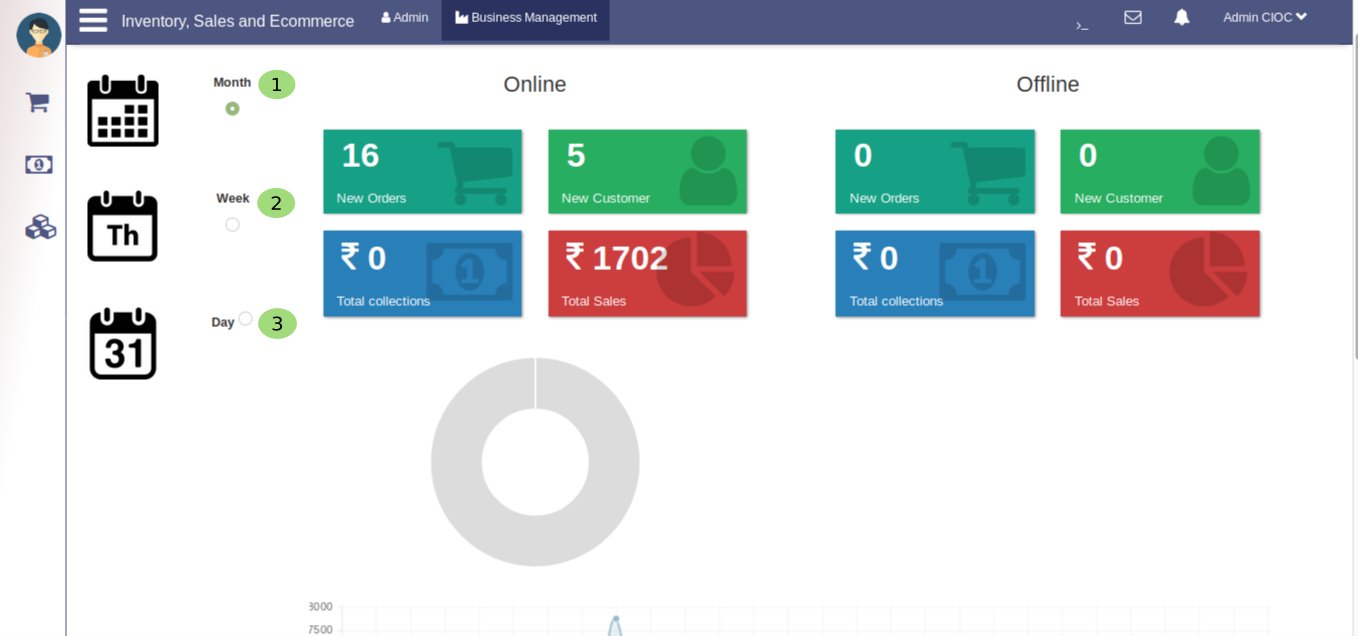 Inventory, Sales and Ecommerce Admin Business Management >_ Admin CIOC
Month 1
Week 2
Th
Day 3
31
Online
16
New Orders
5
New Customer
₹ 0
Total collections
₹ 1702
Total Sales
Offline
0
New Orders
0
New Customer
₹ 0
Total collections
₹ 0
Total Sales
8000
7500